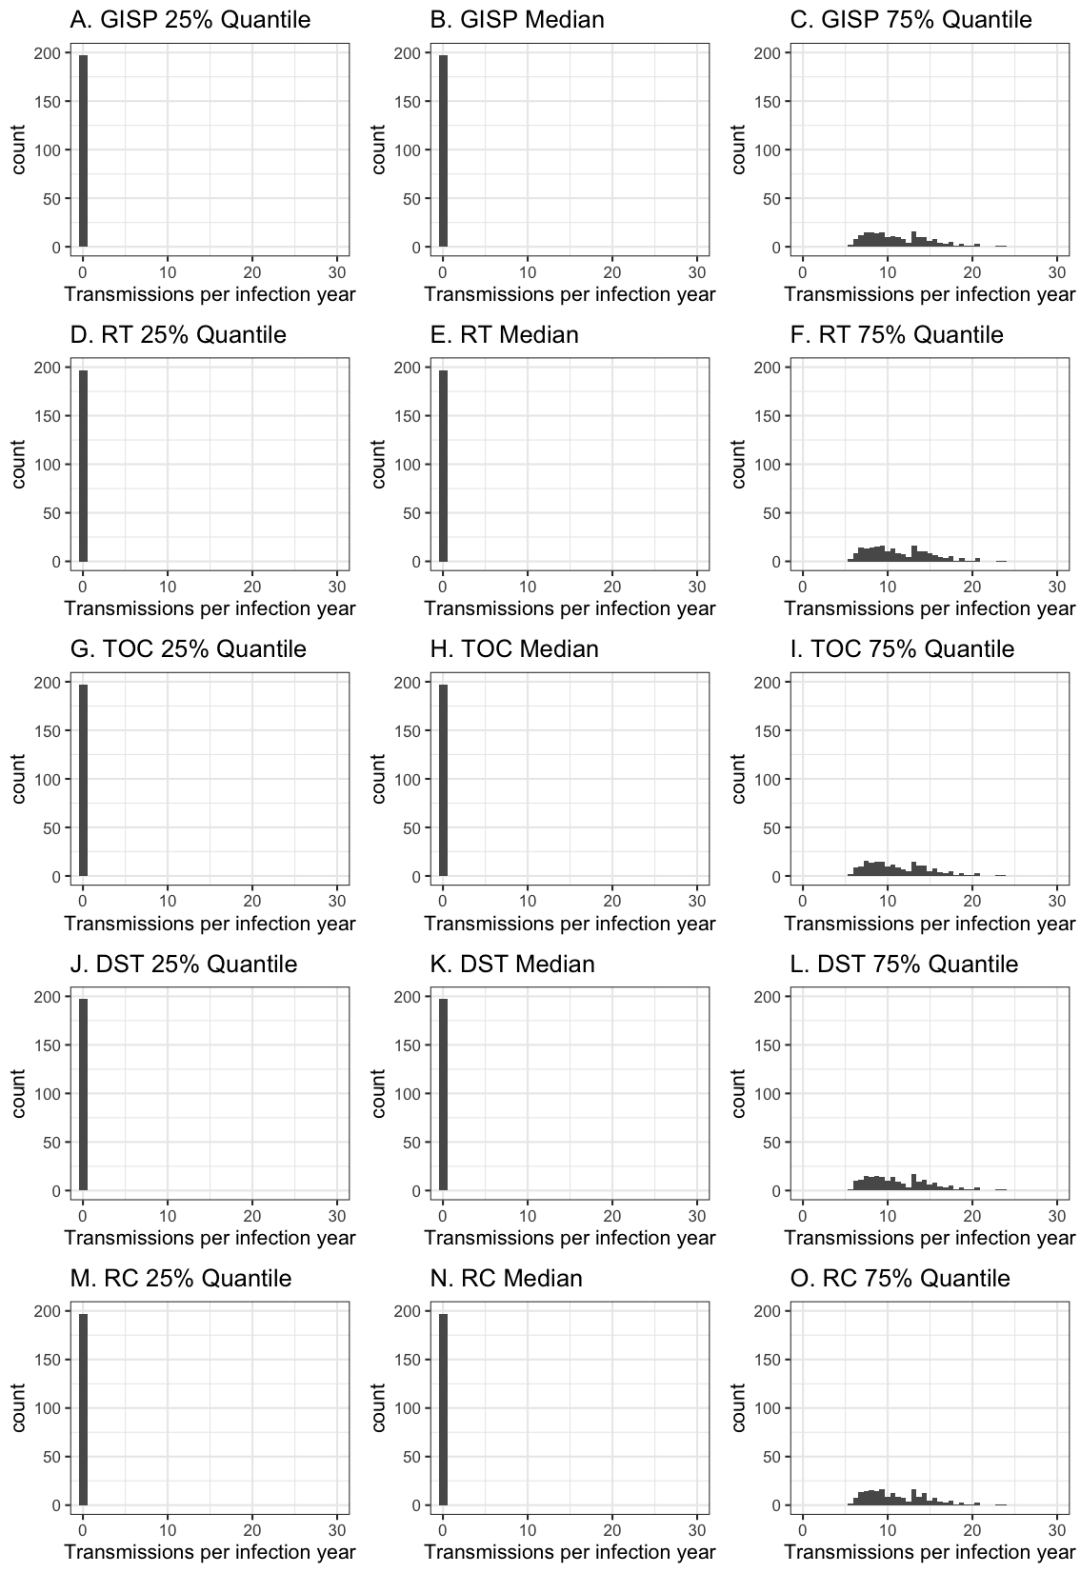 A. GISP 25% Quantile
B. GISP Median
C. GISP 75% Quantile
200
150
100
50
0
count
0 10 20 30
Transmissions per infection year
200
150
100
50
0
count
0 10 20 30
Transmissions per infection year
200
150
100
50
0
count
0 10 20 30
Transmissions per infection year
D. RT 25% Quantile
E. RT Median
F. RT 75% Quantile
200
150
100
50
0
count
0 10 20 30
Transmissions per infection year
200
150
100
50
0
count
0 10 20 30
Transmissions per infection year
200
150
100
50
0
count
0 10 20 30
Transmissions per infection year
G. TOC 25% Quantile
H. TOC Median
I. TOC 75% Quantile
200
150
100
50
0
count
0 10 20 30
Transmissions per infection year
200
150
100
50
0
count
0 10 20 30
Transmissions per infection year
200
150
100
50
0
count
0 10 20 30
Transmissions per infection year
J. DST 25% Quantile
K. DST Median
L. DST 75% Quantile
200
150
100
50
0
count
0 10 20 30
Transmissions per infection year
200
150
100
50
0
count
0 10 20 30
Transmissions per infection year
200
150
100
50
0
count
0 10 20 30
Transmissions per infection year
M. RC 25% Quantile
N. RC Median
O. RC 75% Quantile
200
150
100
50
0
count
0 10 20 30
Transmissions per infection year
200
150
100
50
0
count
0 10 20 30
Transmissions per infection year
200
150
100
50
0
count
0 10 20 30
Transmissions per infection year